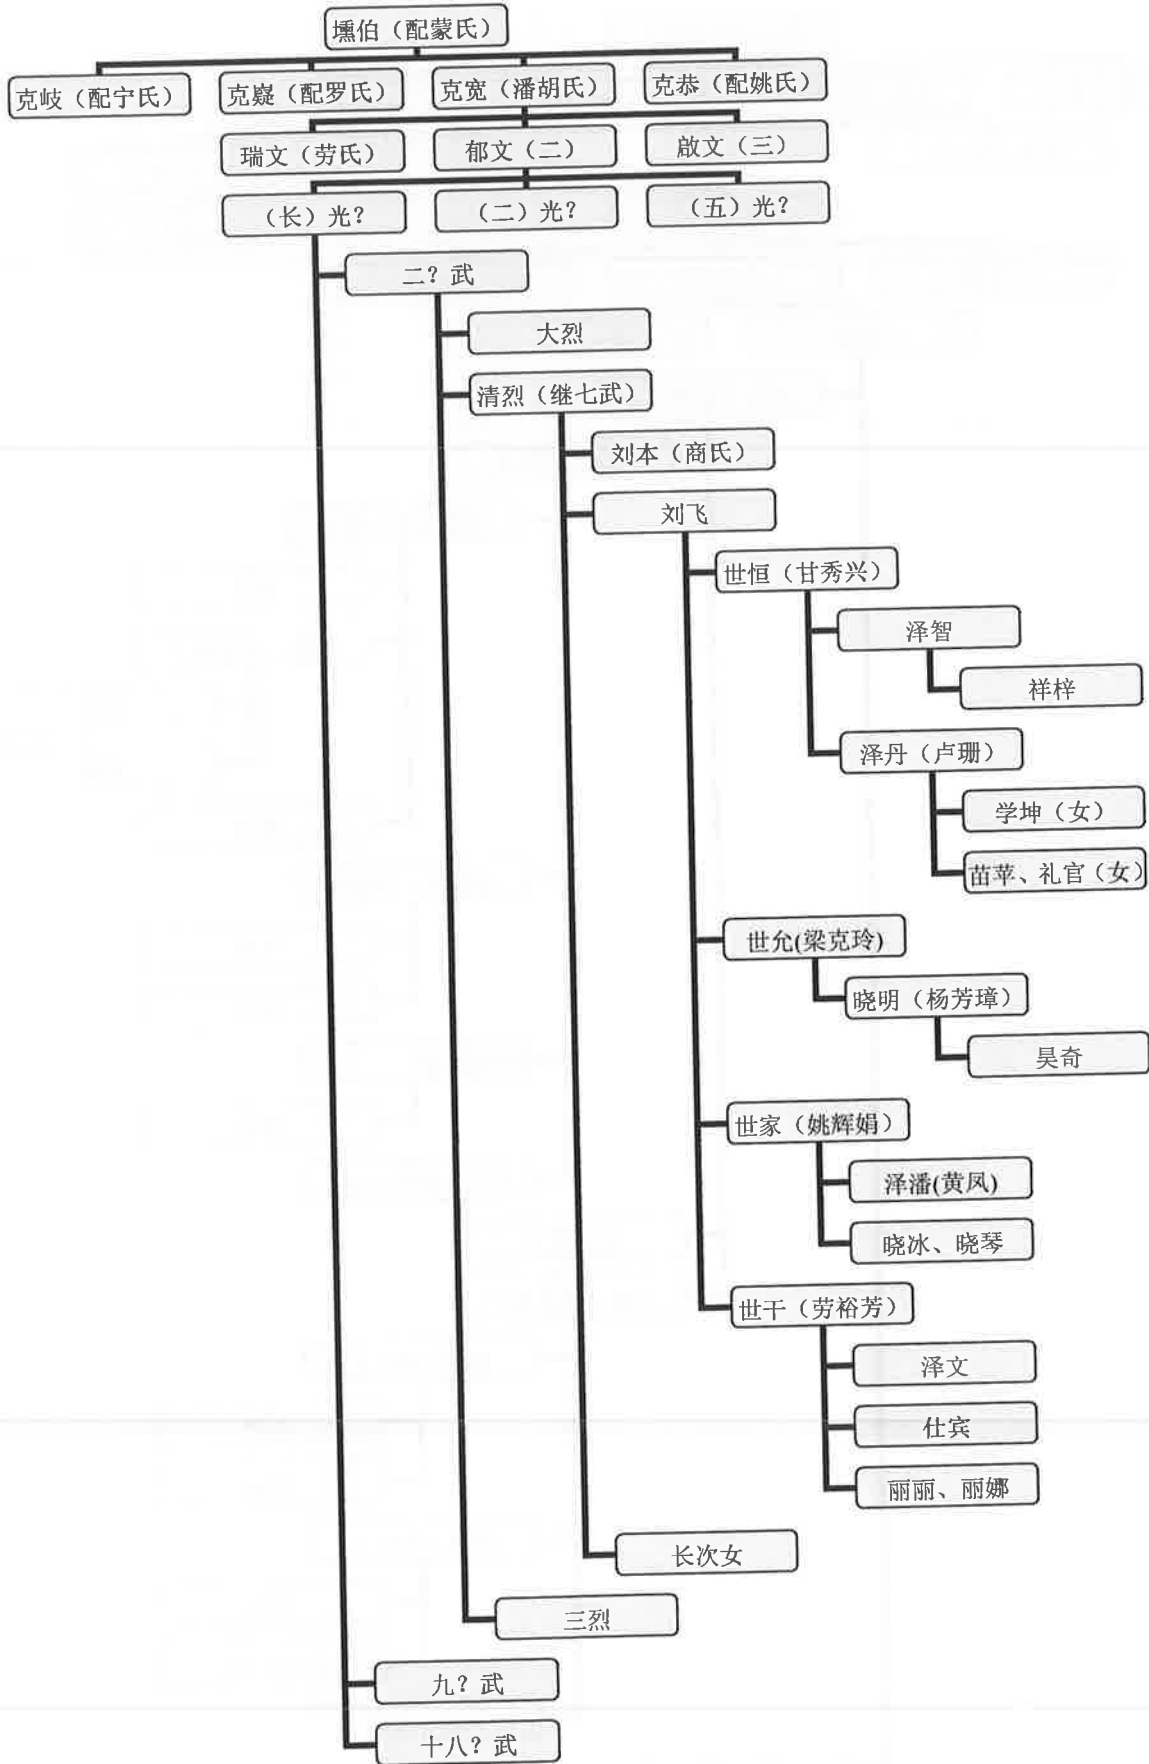 壎伯（配蒙氏）
克岐（配宁氏）
克嶷（配罗氏）
克宽（潘胡氏）
克恭（配姚氏）
瑞文（劳氏）
郁文（二）
啟文（三）
（长）光？
（二）光？
（五）光？
二？武
大烈
清烈（继七武）
刘本（商氏）
刘飞
世恒（甘秀兴）
泽智
祥梓
泽丹（卢珊）
学坤（女）
苗苹、礼官（女）
世允(梁克玲)
晓明（杨芳璋）
昊奇
世家（姚辉娟）
泽潘(黄凤)
晓冰、晓琴
世干（劳裕芳）
泽文
仕宾
丽丽、丽娜
长次女
三烈
九？武
十八？武